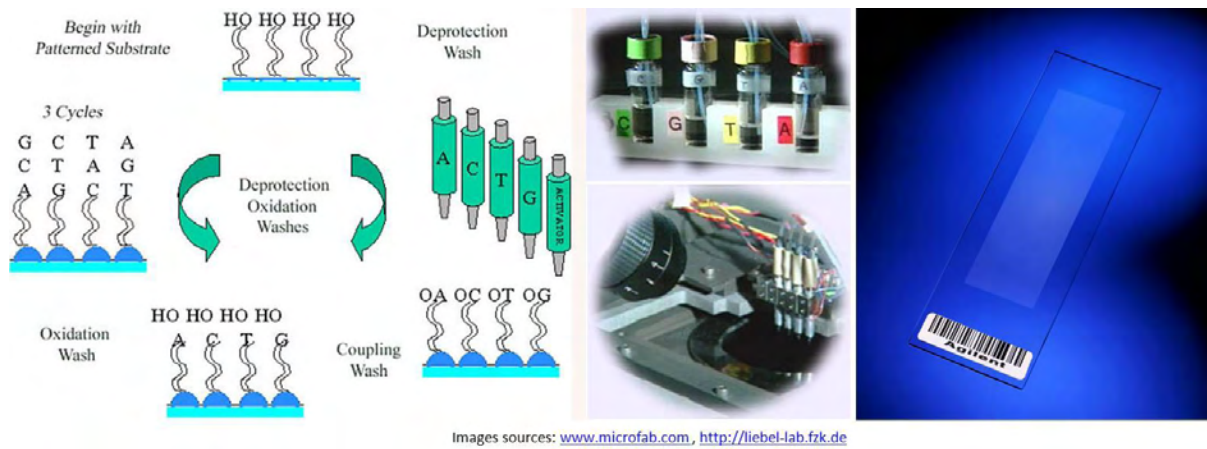 Begin with
Patterned Substrate
HO HO HO HO
Deprotection
Wash
3 Cycles
G C T A
C T A G
A G C T
Deprotection
Oxidation
Washes
A
C
T
G
ACTIVATOR
OA OC OT OG
Coupling
Wash
HO HO HO HO
A C T G
Oxidation
Wash
C G T A
C G T A
Agilent
Images sources: www.microfab.com , http://liebel-lab.fzk.de